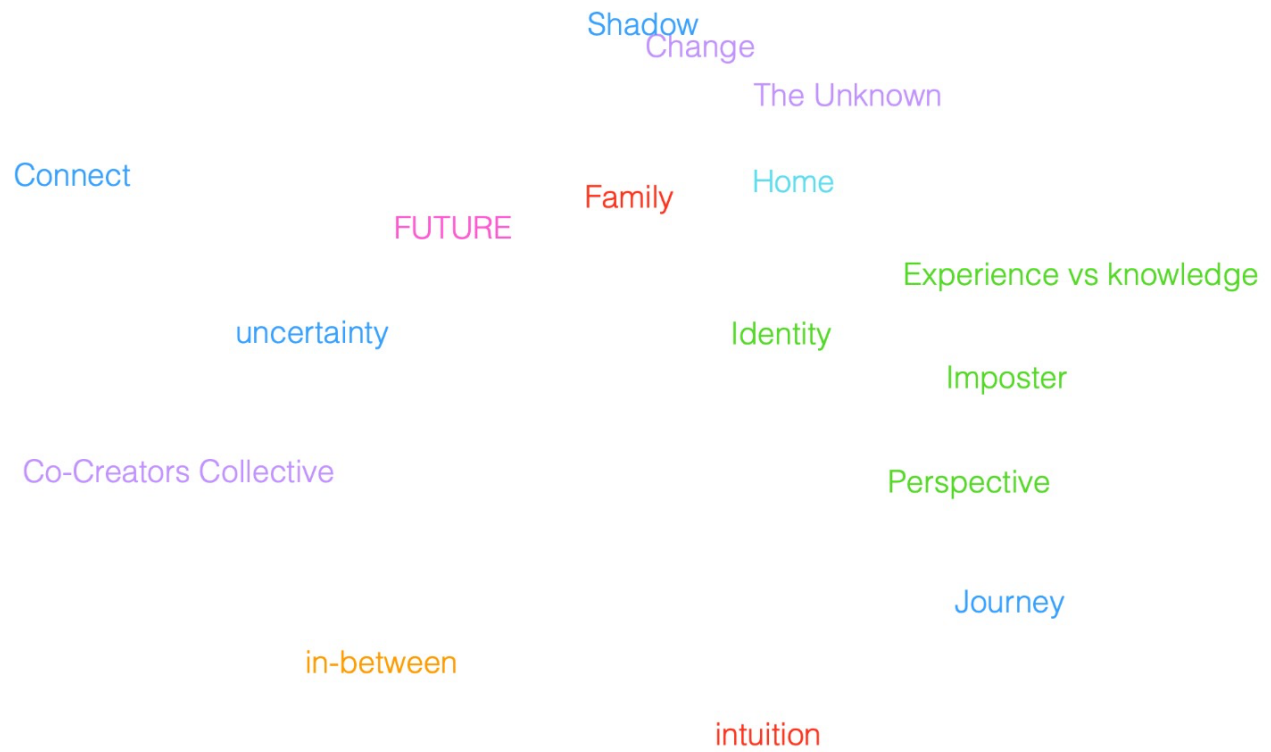 Shadow
Change
The Unknown
Connect
Home
Family
FUTURE
Experience vs knowledge
uncertainty
Identity
Imposter
Co-Creators Collective
Perspective
Journey
in-between
intuition